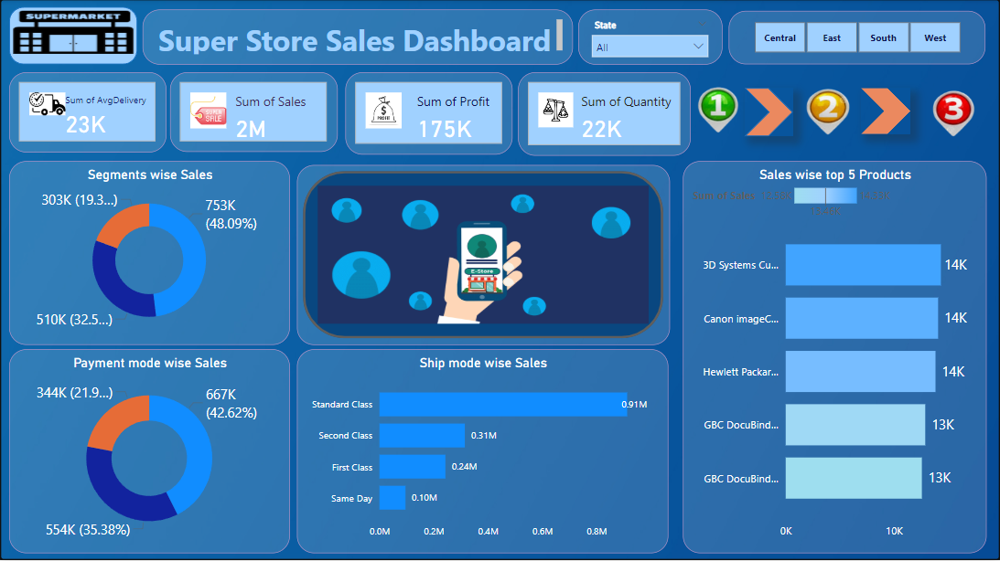 SUPERMARKET
Super Store Sales Dashboard
State
All
Central
East
South
West
Sum of AvgDelivery
23K
SUPER
SALE
Sum of Sales
2M
$
PROFIT
Sum of Profit
175K
Sum of Quantity
22K
1
2
3
Segments wise Sales
303K (19.3...)
753K
(48.09%)
510K (32.5...)
E-Store
Sales wise top 5 Products
Sum of Sales
3D Systems Cu...
14K
Canon imageC...
14K
Hewlett Packar...
14K
GBC DocuBind...
13K
GBC DocuBind...
13K
0K
10K
Payment mode wise Sales
344K (21.9...)
667K
(42.62%)
554K (35.38%)
Ship mode wise Sales
Standard Class
0.91M
Second Class
0.31M
First Class
0.24M
Same Day
0.10M
0.0M
0.2M
0.4M
0.6M
0.8M